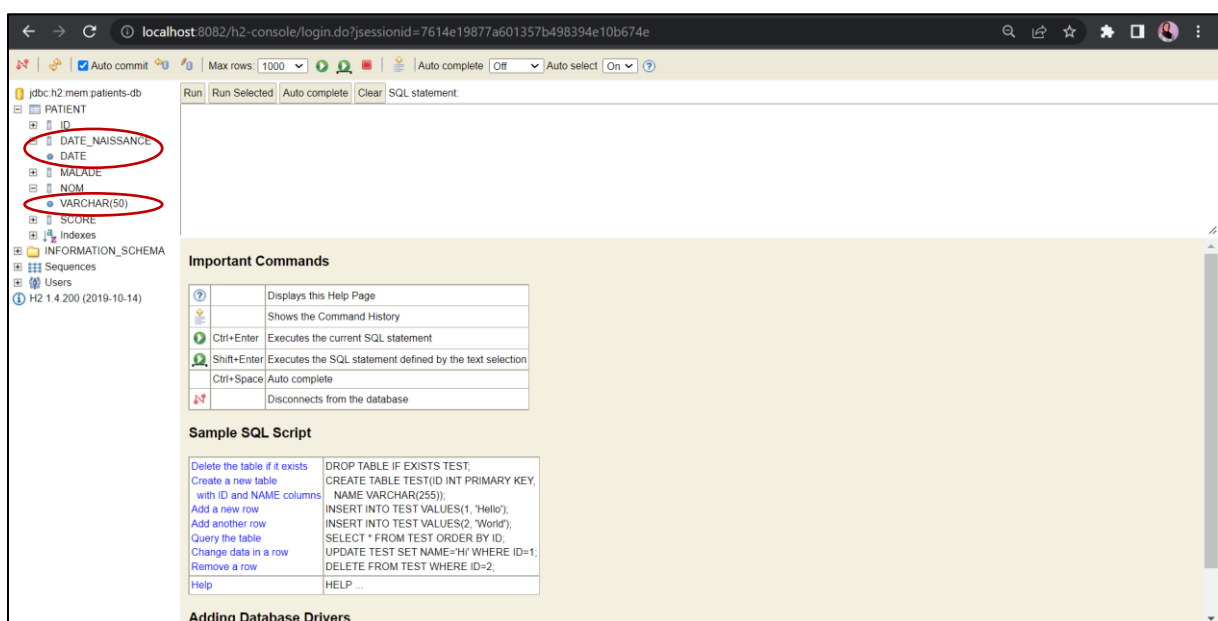 localhost:8082/h2-console/login.do?jsessionid=7614e19877a601357b498394e10b674e
Auto commit Max rows: 1000 Auto complete Off Auto select On
jdbc:h2:mem:patients-db
PATIENT
ID
DATE_NAISSANCE
DATE
MALADE
NOM
VARCHAR(50)
SCORE
Indexes
INFORMATION_SCHEMA
Sequences
Users
H2 1.4.200 (2019-10-14)
Run Run Selected Auto complete Clear SQL statement:
Important Commands
Displays this Help Page
Shows the Command History
Ctrl+Enter Executes the current SQL statement
Shift+Enter Executes the SQL statement defined by the text selection
Ctrl+Space Auto complete
Disconnects from the database
Sample SQL Script
Delete the table if it exists DROP TABLE IF EXISTS TEST;
Create a new table CREATE TABLE TEST(ID INT PRIMARY KEY,
with ID and NAME columns NAME VARCHAR(255));
Add a new row INSERT INTO TEST VALUES(1, 'Hello');
Add another row INSERT INTO TEST VALUES(2, 'World');
Query the table SELECT * FROM TEST ORDER BY ID;
Change data in a row UPDATE TEST SET NAME='Hi' WHERE ID=1;
Remove a row DELETE FROM TEST WHERE ID=2;
Help HELP ...
Adding Database Drivers